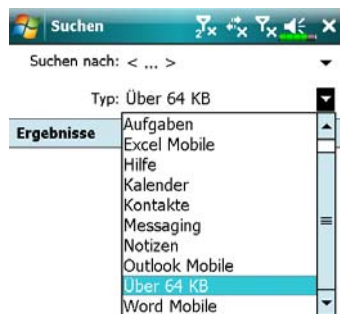 Suchen
Suchen nach: < ... >
Typ: Über 64 KB
Ergebnisse
Aufgaben
Excel Mobile
Hilfe
Kalender
Kontakte
Messaging
Notizen
Outlook Mobile
Über 64 KB
Word Mobile